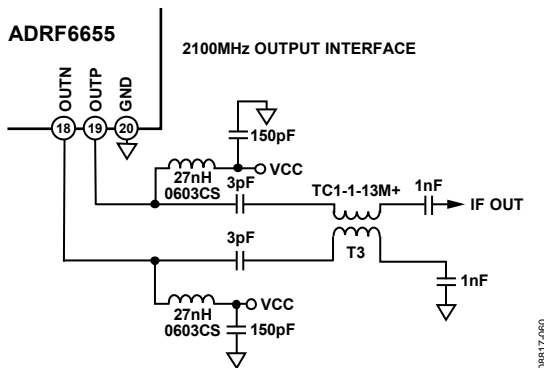 ADRF6655
2100MHz OUTPUT INTERFACE
OUTN
OUTP
GND
18
19
20
150pF
VCC
27nH
0603CS
3pF
TC1-1-13M+
1nF
IF OUT
3pF
T3
1nF
VCC
27nH
0603CS
150pF
08817-060